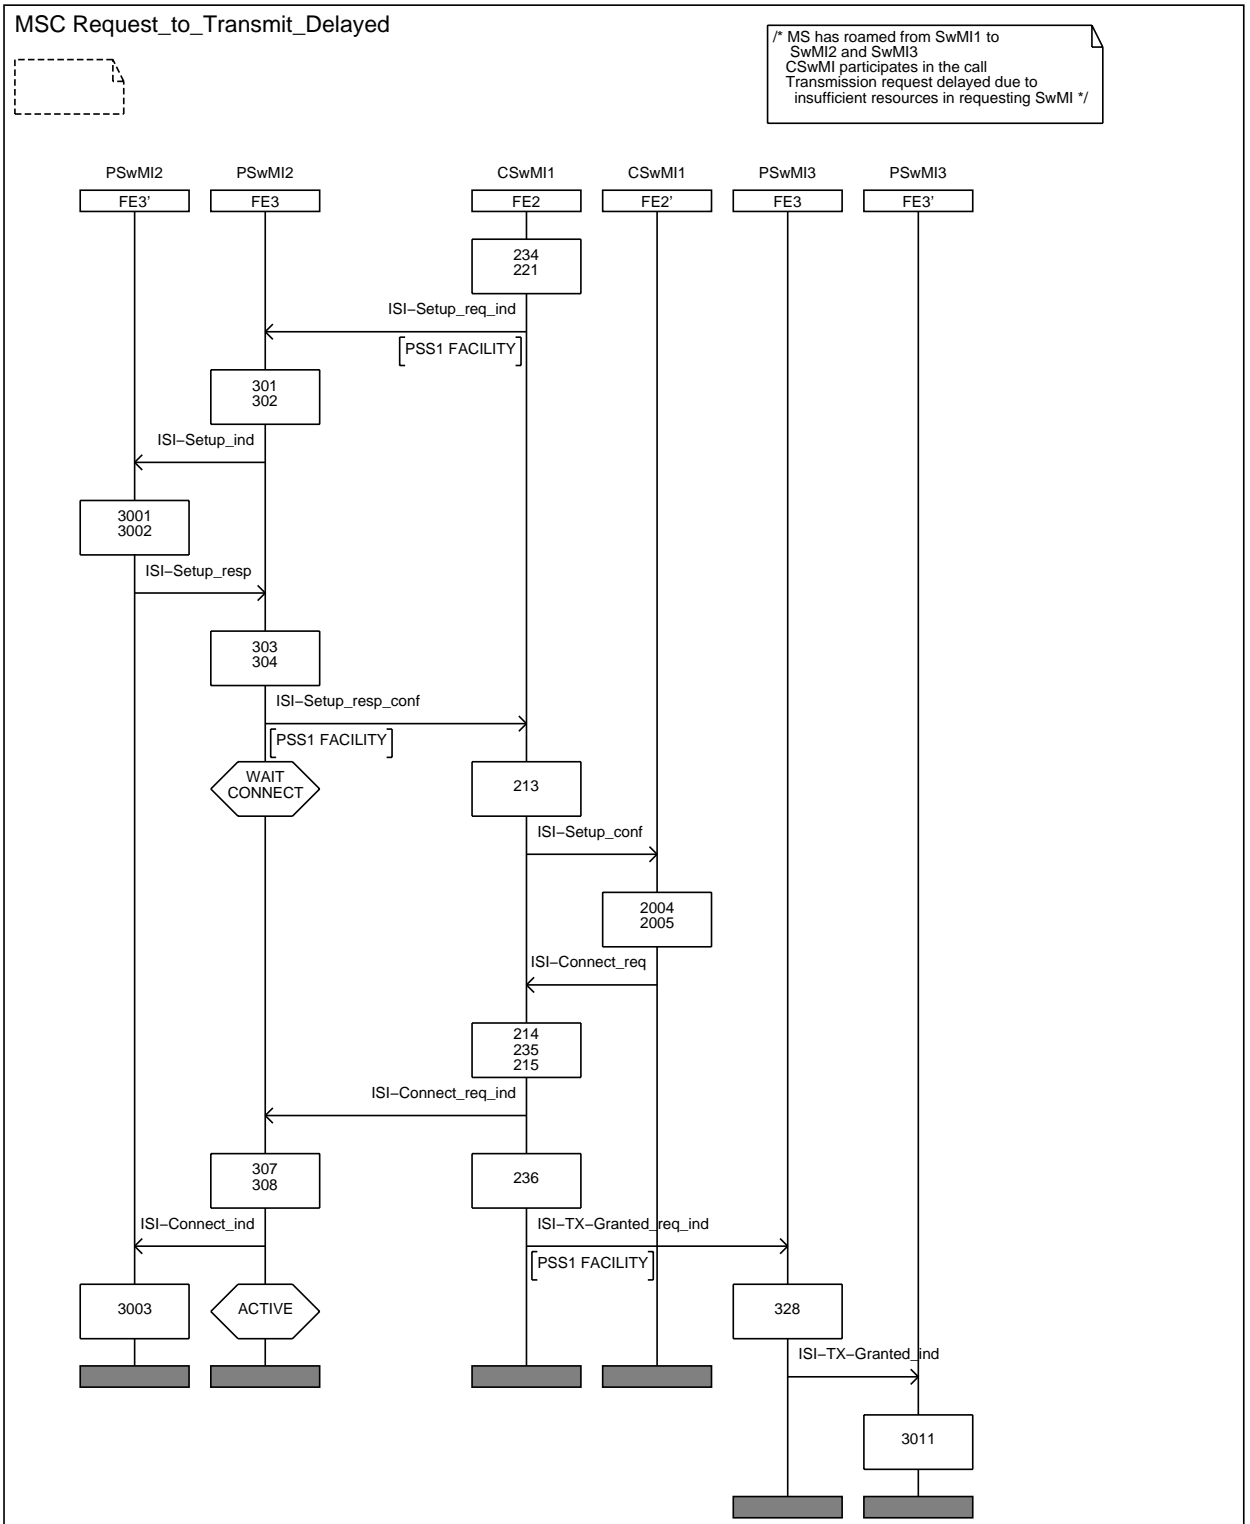 MSC Request_to_Transmit_Delayed
/* MS has roamed from SwMI1 to
SwMI2 and SwMI3
CSwMI participates in the call
Transmission request delayed due to
insufficient resources in requesting SwMI */
PSwMI2 PSwMI2 CSwMI1 CSwMI1 PSwMI3 PSwMI3
FE3' FE3 FE2 FE2' FE3 FE3'
234
221
ISI–Setup_req_ind
PSS1 FACILITY
301
302
ISI–Setup_ind
3001
3002
ISI–Setup_resp
303
304
ISI–Setup_resp_conf
PSS1 FACILITY
WAIT
CONNECT
213
ISI–Setup_conf
2004
2005
ISI–Connect_req
214
235
215
ISI–Connect_req_ind
307
308
236
ISI–Connect_ind
ISI–TX–Granted_req_ind
PSS1 FACILITY
3003
ACTIVE
328
ISI–TX–Granted_ind
3011